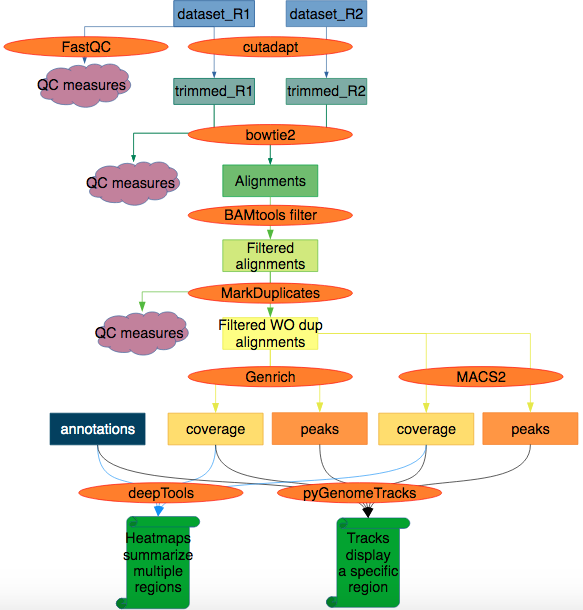 dataset_R1
dataset_R2
FastQC
cutadapt
QC measures
trimmed_R1
trimmed_R2
bowtie2
QC measures
Alignments
BAMtools filter
Filtered
alignments
MarkDuplicates
QC measures
Filtered WO dup
alignments
Genrich
MACS2
annotations
coverage
peaks
coverage
peaks
deepTools
pyGenomeTracks
Heatmaps
summarize
multiple
regions
Tracks
display
a specific
region